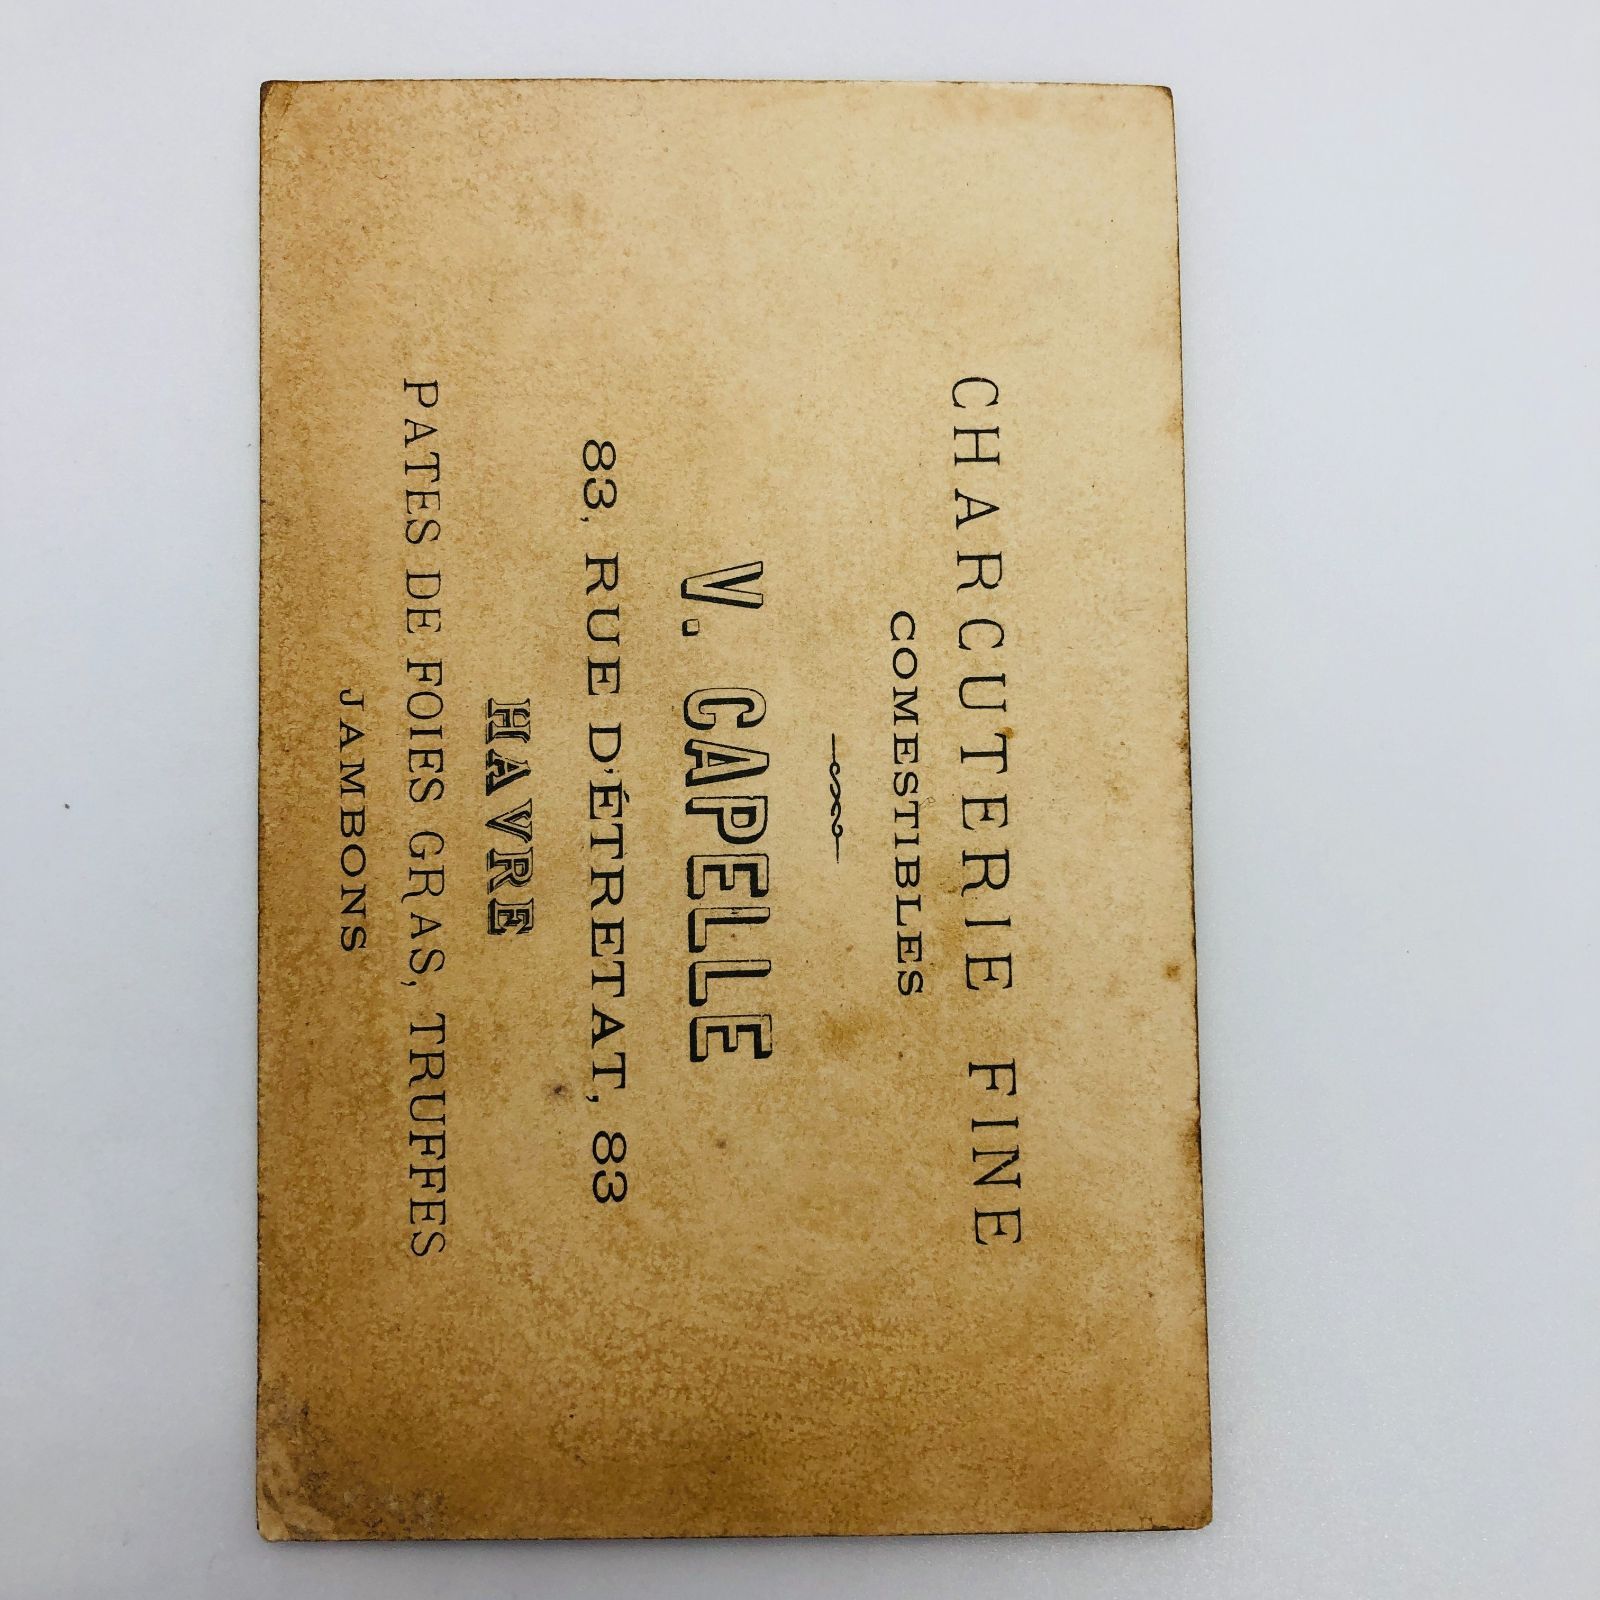 CHARCUTERIE FINE
COMESTIBLES
V. CAPELLE
83, RUE D'ÉTRETAT, 83
HAVRE
PATES DE FOIES GRAS, TRUFFES
JAMBONS